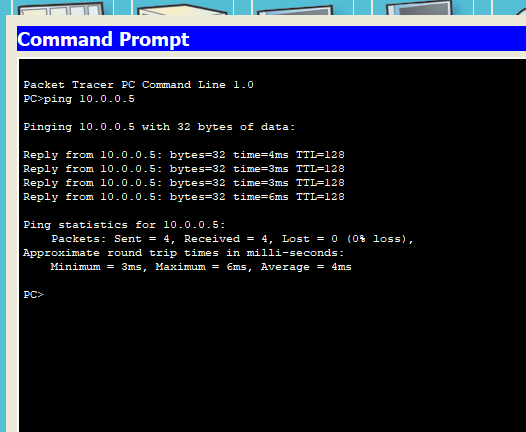 Command Prompt
Packet Tracer PC Command Line 1.0
PC>ping 10.0.0.5
Pinging 10.0.0.5 with 32 bytes of data:
Reply from 10.0.0.5: bytes=32 time=4ms TTL=128
Reply from 10.0.0.5: bytes=32 time=3ms TTL=128
Reply from 10.0.0.5: bytes=32 time=3ms TTL=128
Reply from 10.0.0.5: bytes=32 time=6ms TTL=128
Ping statistics for 10.0.0.5:
Packets: Sent = 4, Received = 4, Lost = 0 (0% loss),
Approximate round trip times in milli-seconds:
Minimum = 3ms, Maximum = 6ms, Average = 4ms
PC>